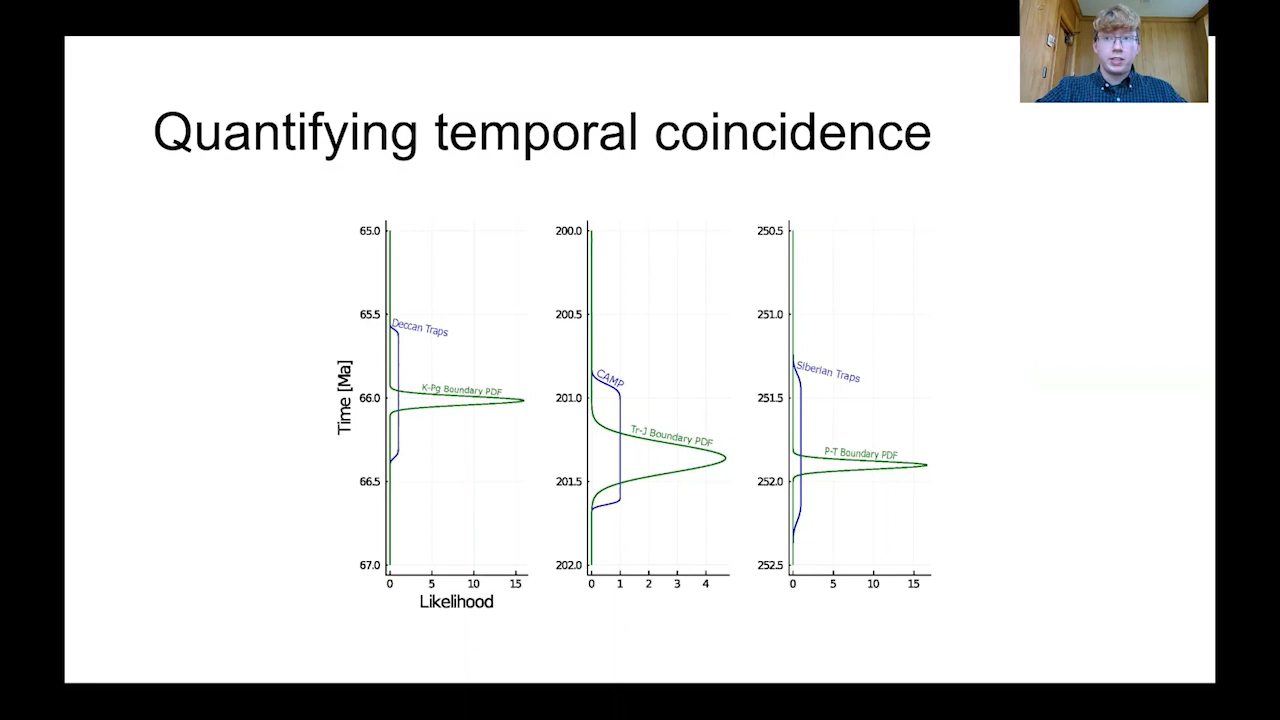 Quantifying temporal coincidence
Time [Ma]
65.0
65.5
66.0
66.5
67.0
Deccan Traps
K-Pg Boundary PDF
0 5 10 15
Likelihood
200.0
200.5
201.0
201.5
202.0
CAMP
Tr-J Boundary PDF
0 1 2 3 4
250.5
251.0
251.5
252.0
252.5
Siberian Traps
P-T Boundary PDF
0 5 10 15